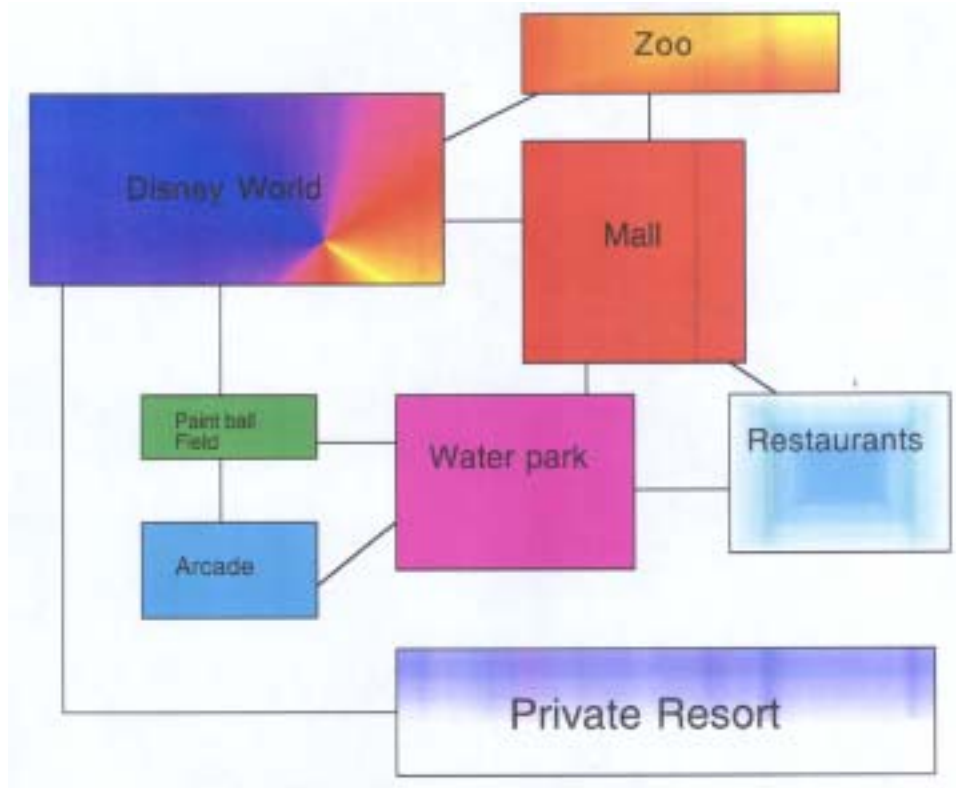 Zoo
Disney World
Mall
Paint ball
Field
Water park
Restaurants
Arcade
Private Resort